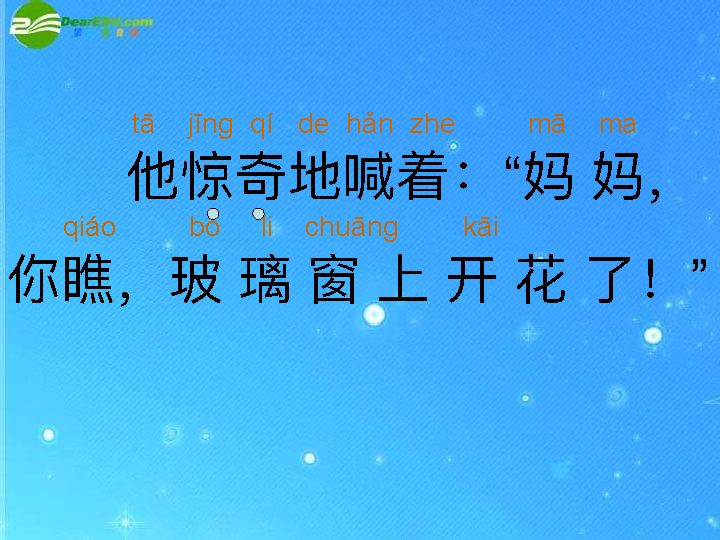 DearEDU.com
tā jīng qí de hǎn zhe mā ma
他惊奇地喊着：“妈 妈，
qiáo bō li chuāng kāi
你瞧，玻 璃 窗 上 开 花 了！”